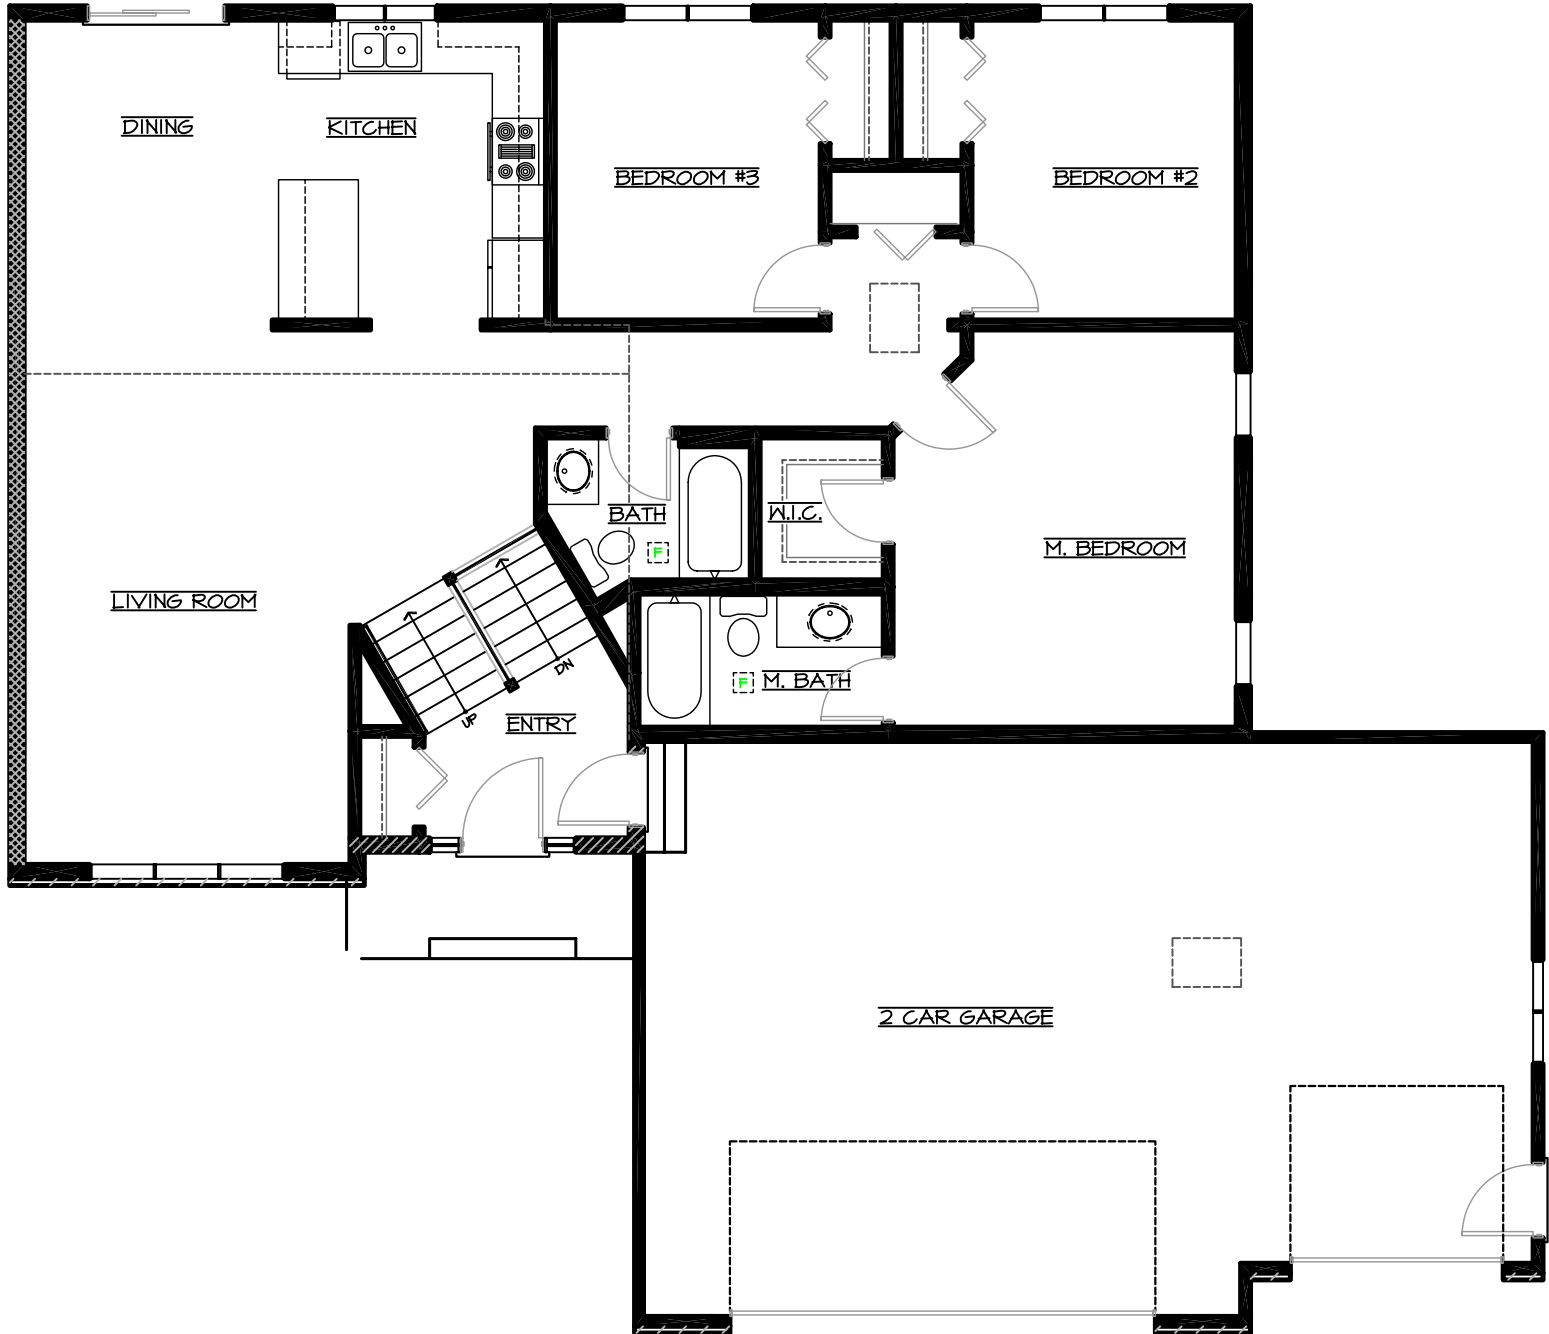 DINING
KITCHEN
BEDROOM #3
BEDROOM #2
BATH
F
W.I.C.
M. BEDROOM
LIVING ROOM
DN
UP
ENTRY
F
M. BATH
2 CAR GARAGE